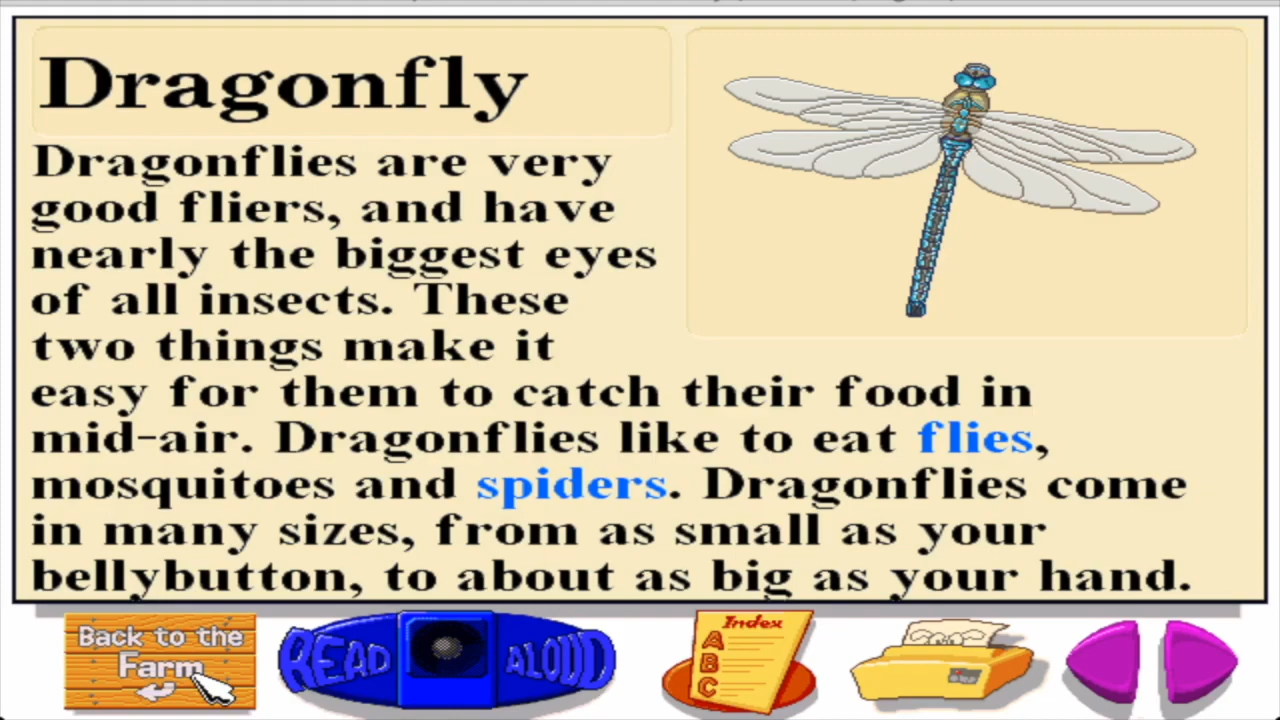 Dragonfly
Dragonflies are very
good fliers, and have
nearly the biggest eyes
of all insects. These
two things make it
easy for them to catch their food in
mid-air. Dragonflies like to eat flies,
mosquitoes and spiders. Dragonflies come
in many sizes, from as small as your
bellybutton, to about as big as your hand.
Back to the
Farm
READ ALOUD
Index
A
B
C